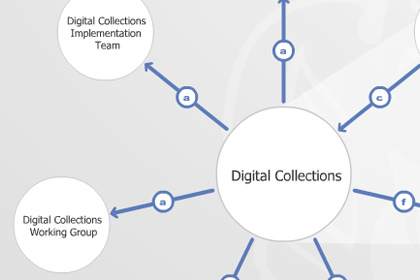 Digital Collections
Implementation
Team
a
a
c
Digital Collections
a
f
Digital Collections
Working Group